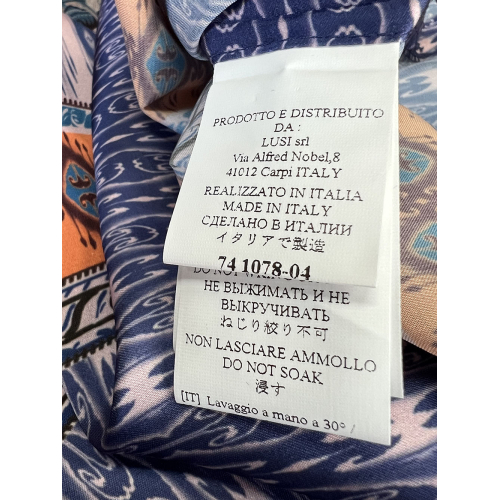 PRODOTTO E DISTRIBUITO
DA :
LUSI srl
Via Alfred Nobel,8
41012 Carpi ITALY
REALIZZATO IN ITALIA
MADE IN ITALY
СДЕЛАНО В ИТАЛИИ
イタリアで製造
74 1078-04
DO NOT
НЕ ВЫЖИМАТЬ И НЕ
ВЫКРУЧИВАТЬ
ねじり絞り不可
NON LASCIARE AMMOLLO
DO NOT SOAK
浸す
[IT] Lavaggio a mano a 30° /